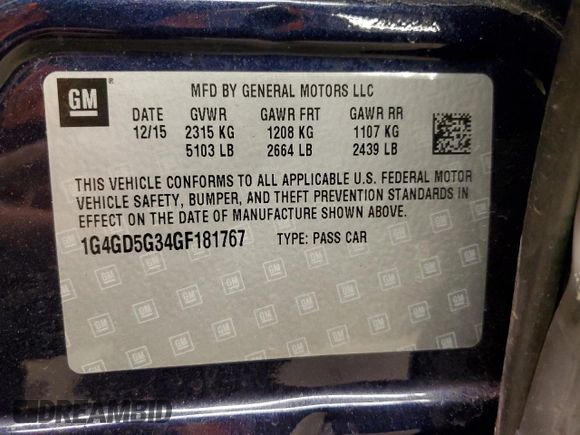 GM
MFD BY GENERAL MOTORS LLC
DATE GVWR GAWR FRT GAWR RR
12/15 2315 KG 1208 KG 1107 KG
5103 LB 2664 LB 2439 LB
THIS VEHICLE CONFORMS TO ALL APPLICABLE U.S. FEDERAL MOTOR
VEHICLE SAFETY, BUMPER, AND THEFT PREVENTION STANDARDS IN
EFFECT ON THE DATE OF MANUFACTURE SHOWN ABOVE.
1G4GD5G34GF181767 TYPE: PASS CAR
DREAMBID